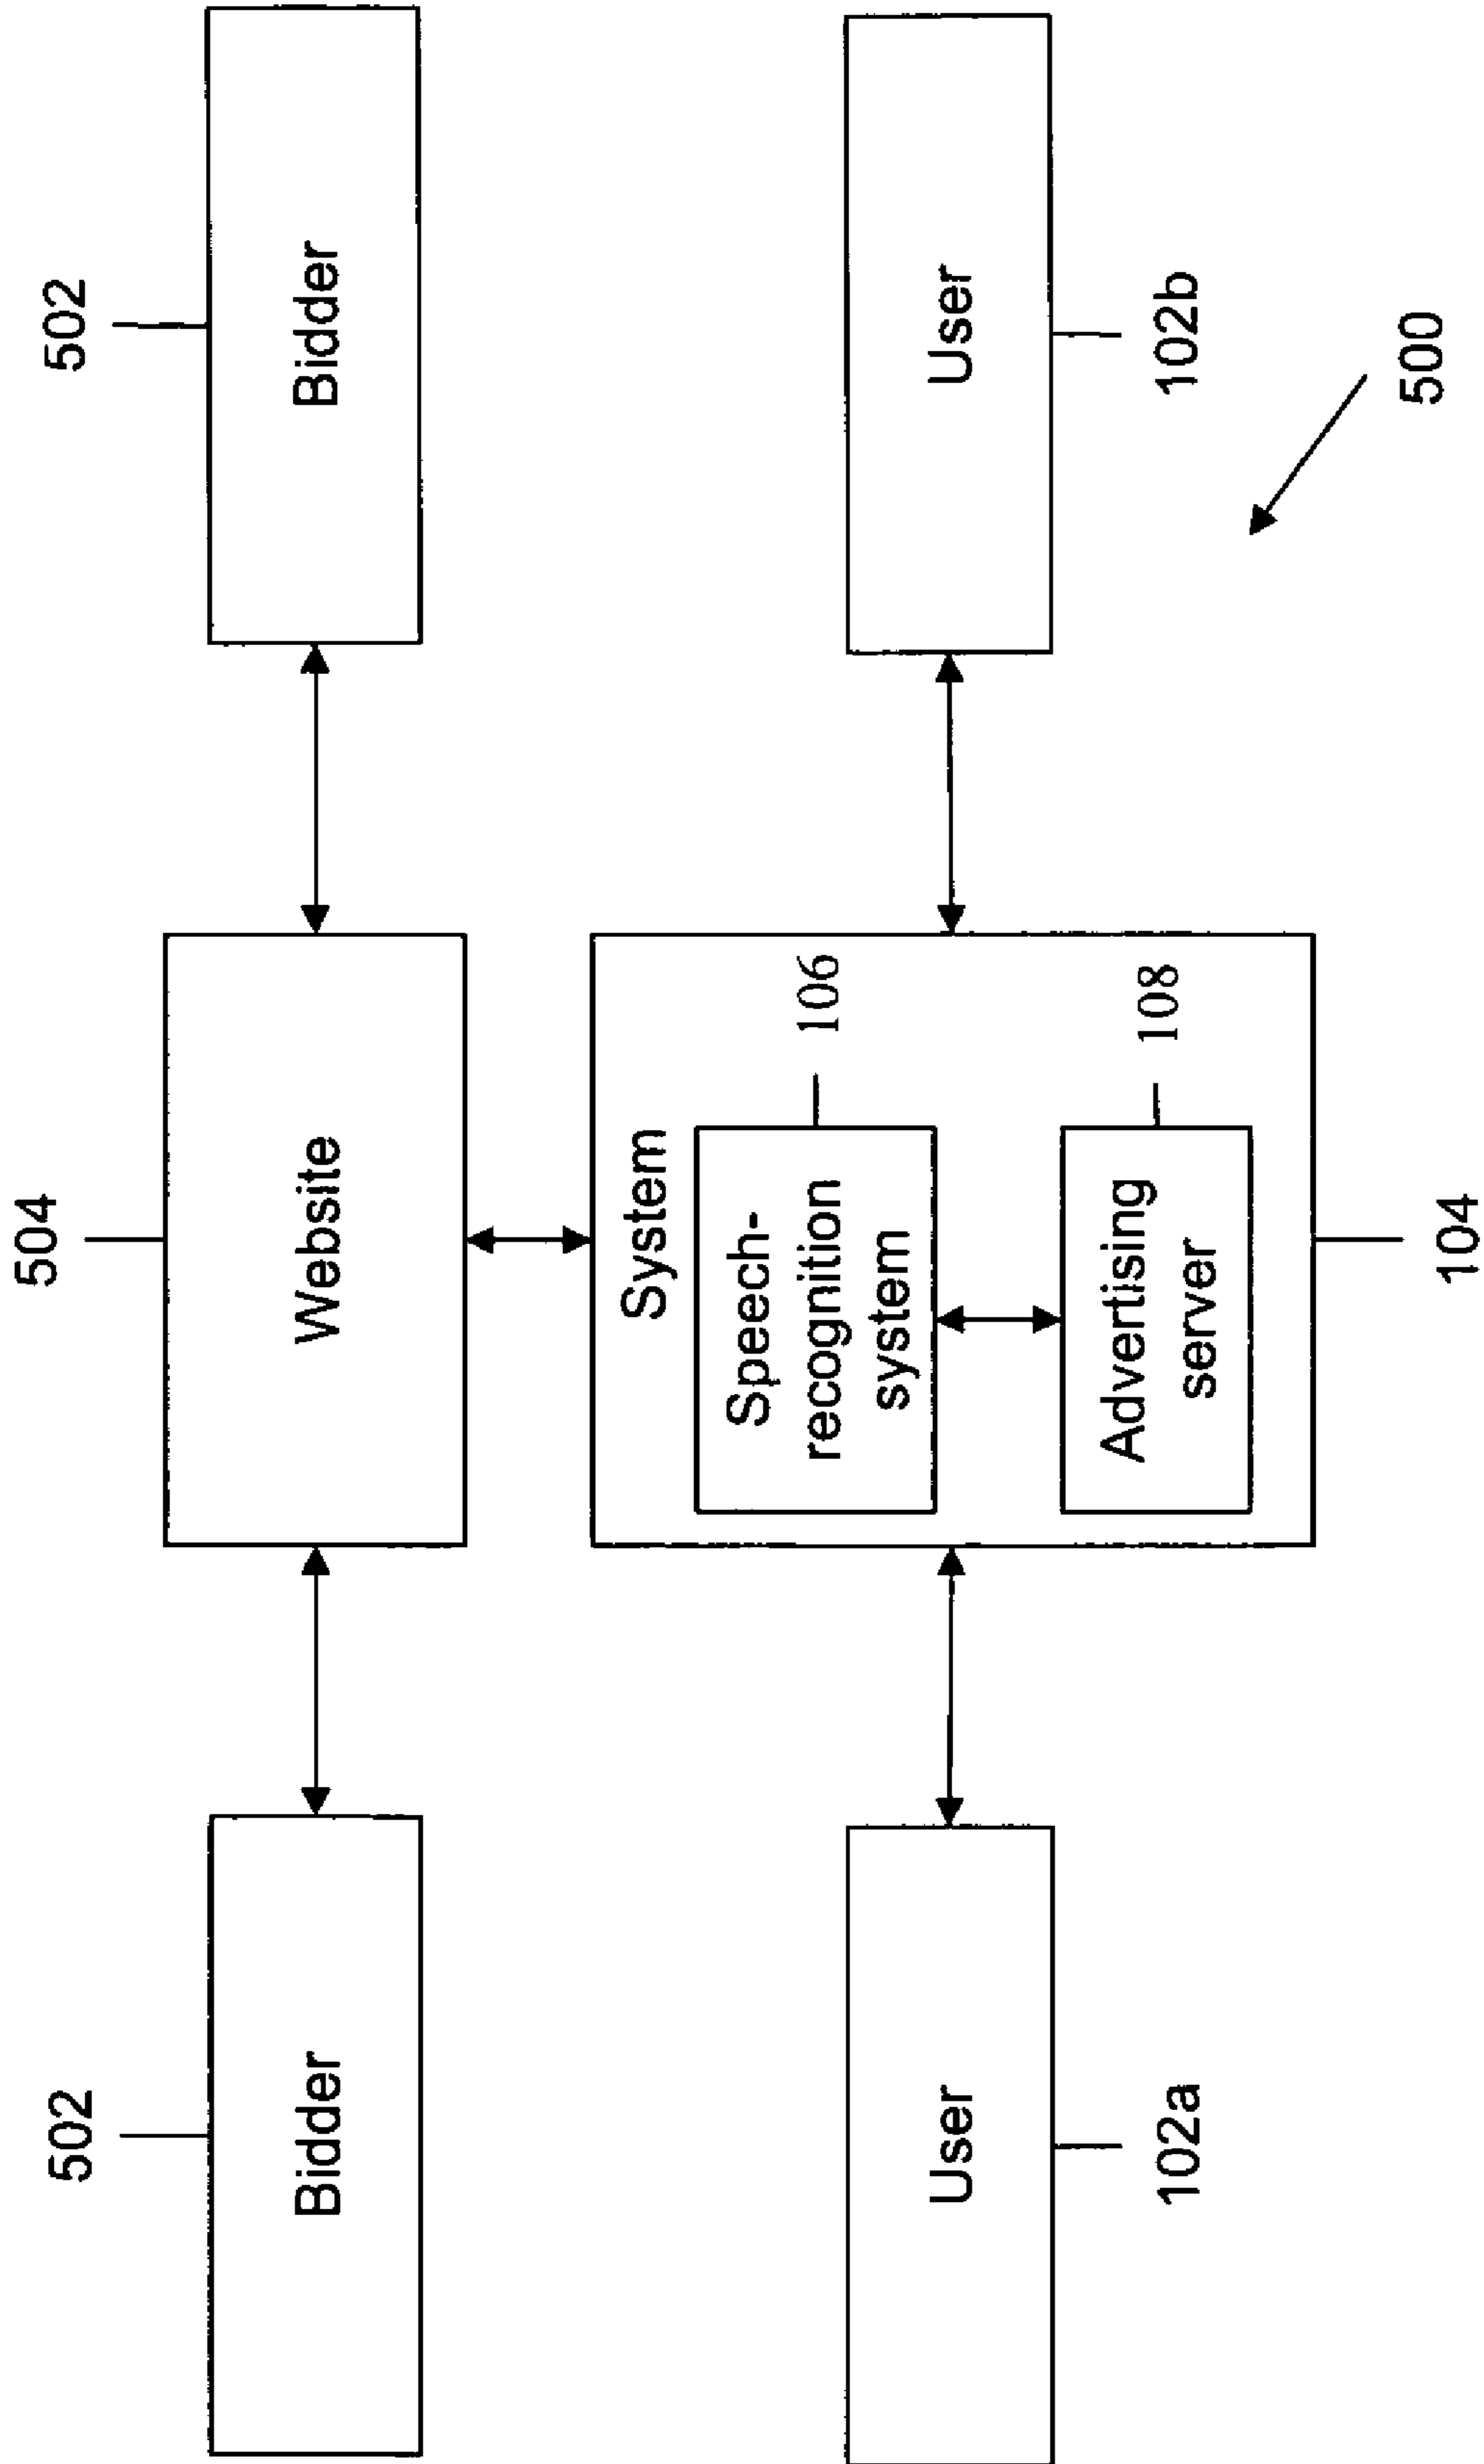 502
504
502
Bidder
Website
Bidder
System
Speech-
recognition
system
106
Advertising
server
108
User
User
102a
104
102b
500